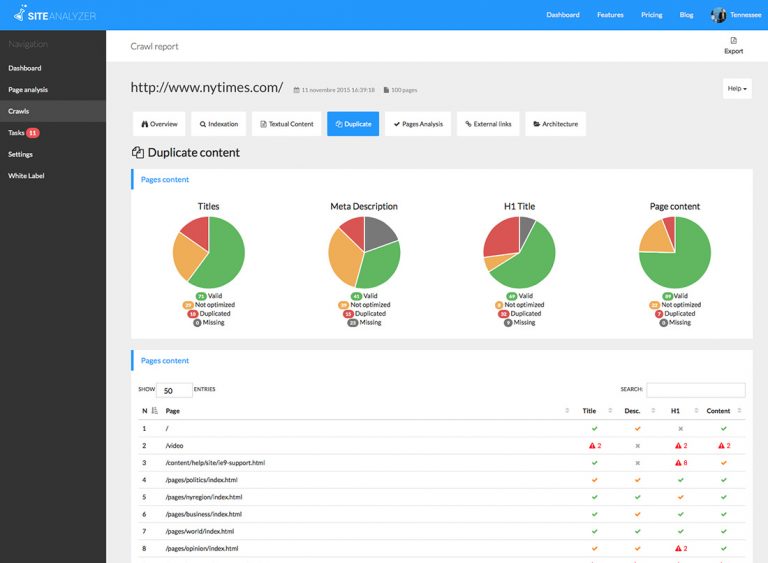 SITEANALYZER
Dashboard Features Pricing Blog Tennessee
Navigation
Dashboard
Page analysis
Crawls
Tasks 11
Settings
White Label
Crawl report
Export
http://www.nytimes.com/ 11 novembre 2015 16:39:18 100 pages
Help
Overview Indexation Textual Content Duplicate Pages Analysis External links Architecture
Duplicate content
Pages content
Titles Meta Description H1 Title Page content
71 Valid 41 Valid 69 Valid 89 Valid
29 Not optimized 39 Not optimized 8 Not optimized 22 Not optimized
18 Duplicated 15 Duplicated 32 Duplicated 7 Duplicated
0 Missing 23 Missing 9 Missing 0 Missing
Pages content
SHOW 50 ENTRIES SEARCH:
N Page Title Desc. H1 Content
1 /
2 /video 2 2 2
3 /content/help/site/ie9-support.html 8
4 /pages/politics/index.html
5 /pages/nyregion/index.html
6 /pages/business/index.html
7 /pages/world/index.html
8 /pages/opinion/index.html 2